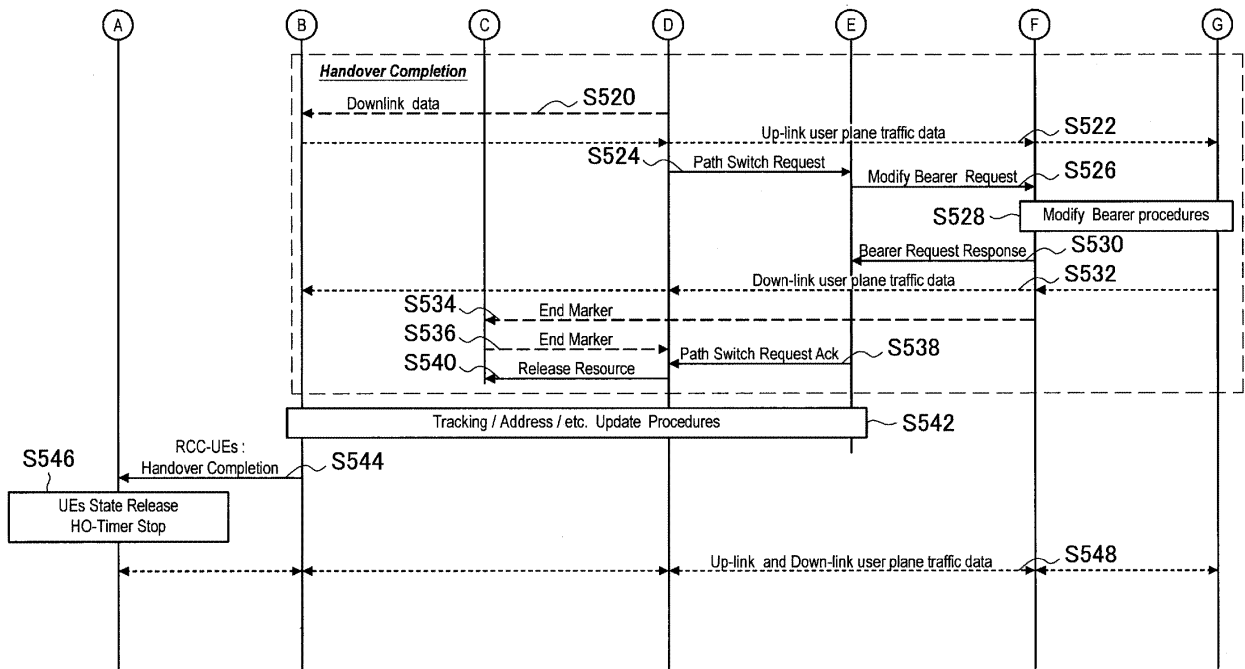 A B C D E F G
Handover Completion
Downlink data
S520
Up-link user plane traffic data
S522
S524
Path Switch Request
Modify Bearer Request
S526
S528
Modify Bearer procedures
Bearer Request Response
S530
Down-link user plane traffic data
S532
S534
End Marker
S536
End Marker
Path Switch Request Ack
S538
S540
Release Resource
Tracking / Address / etc. Update Procedures
S542
RCC-UEs :
Handover Completion
S544
S546
UEs State Release
HO-Timer Stop
Up-link and Down-link user plane traffic data
S548